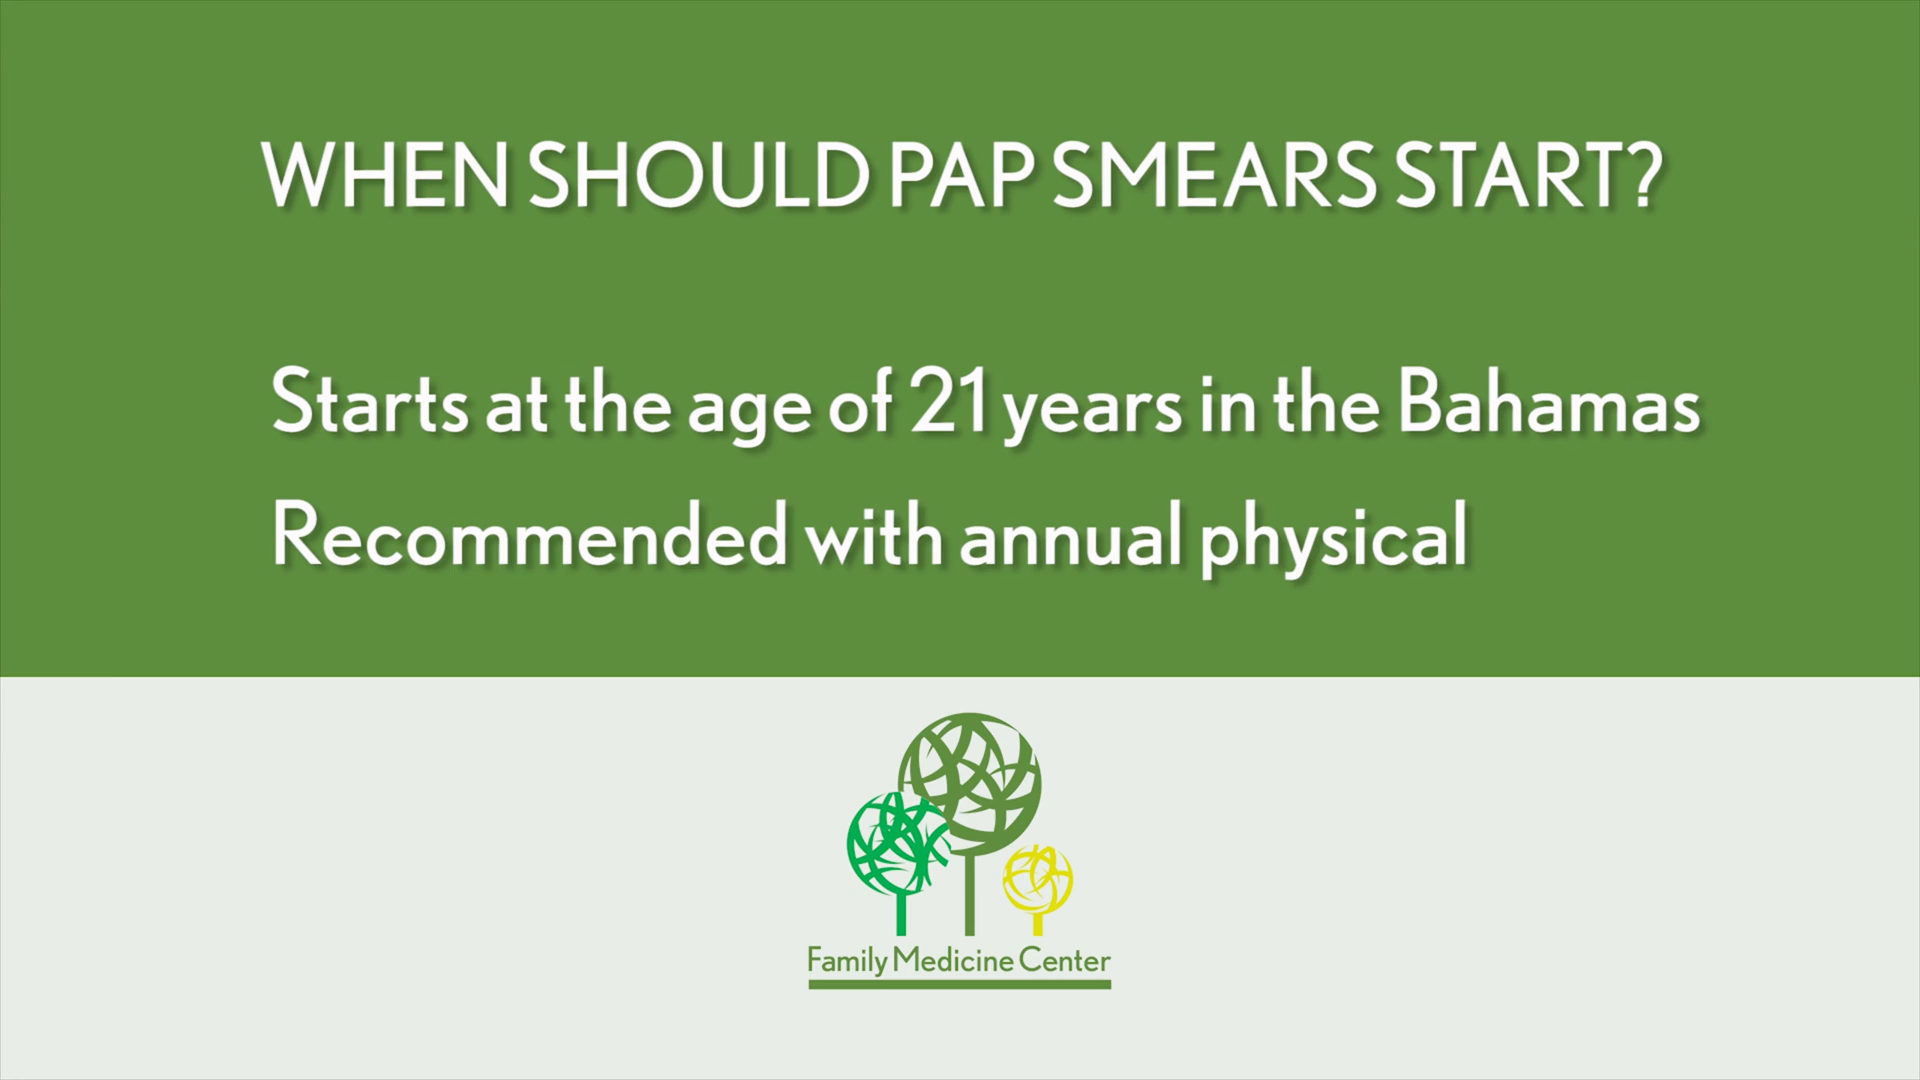 WHEN SHOULD PAP SMEARS START?
Starts at the age of 21 years in the Bahamas
Recommended with annual physical
Family Medicine Center